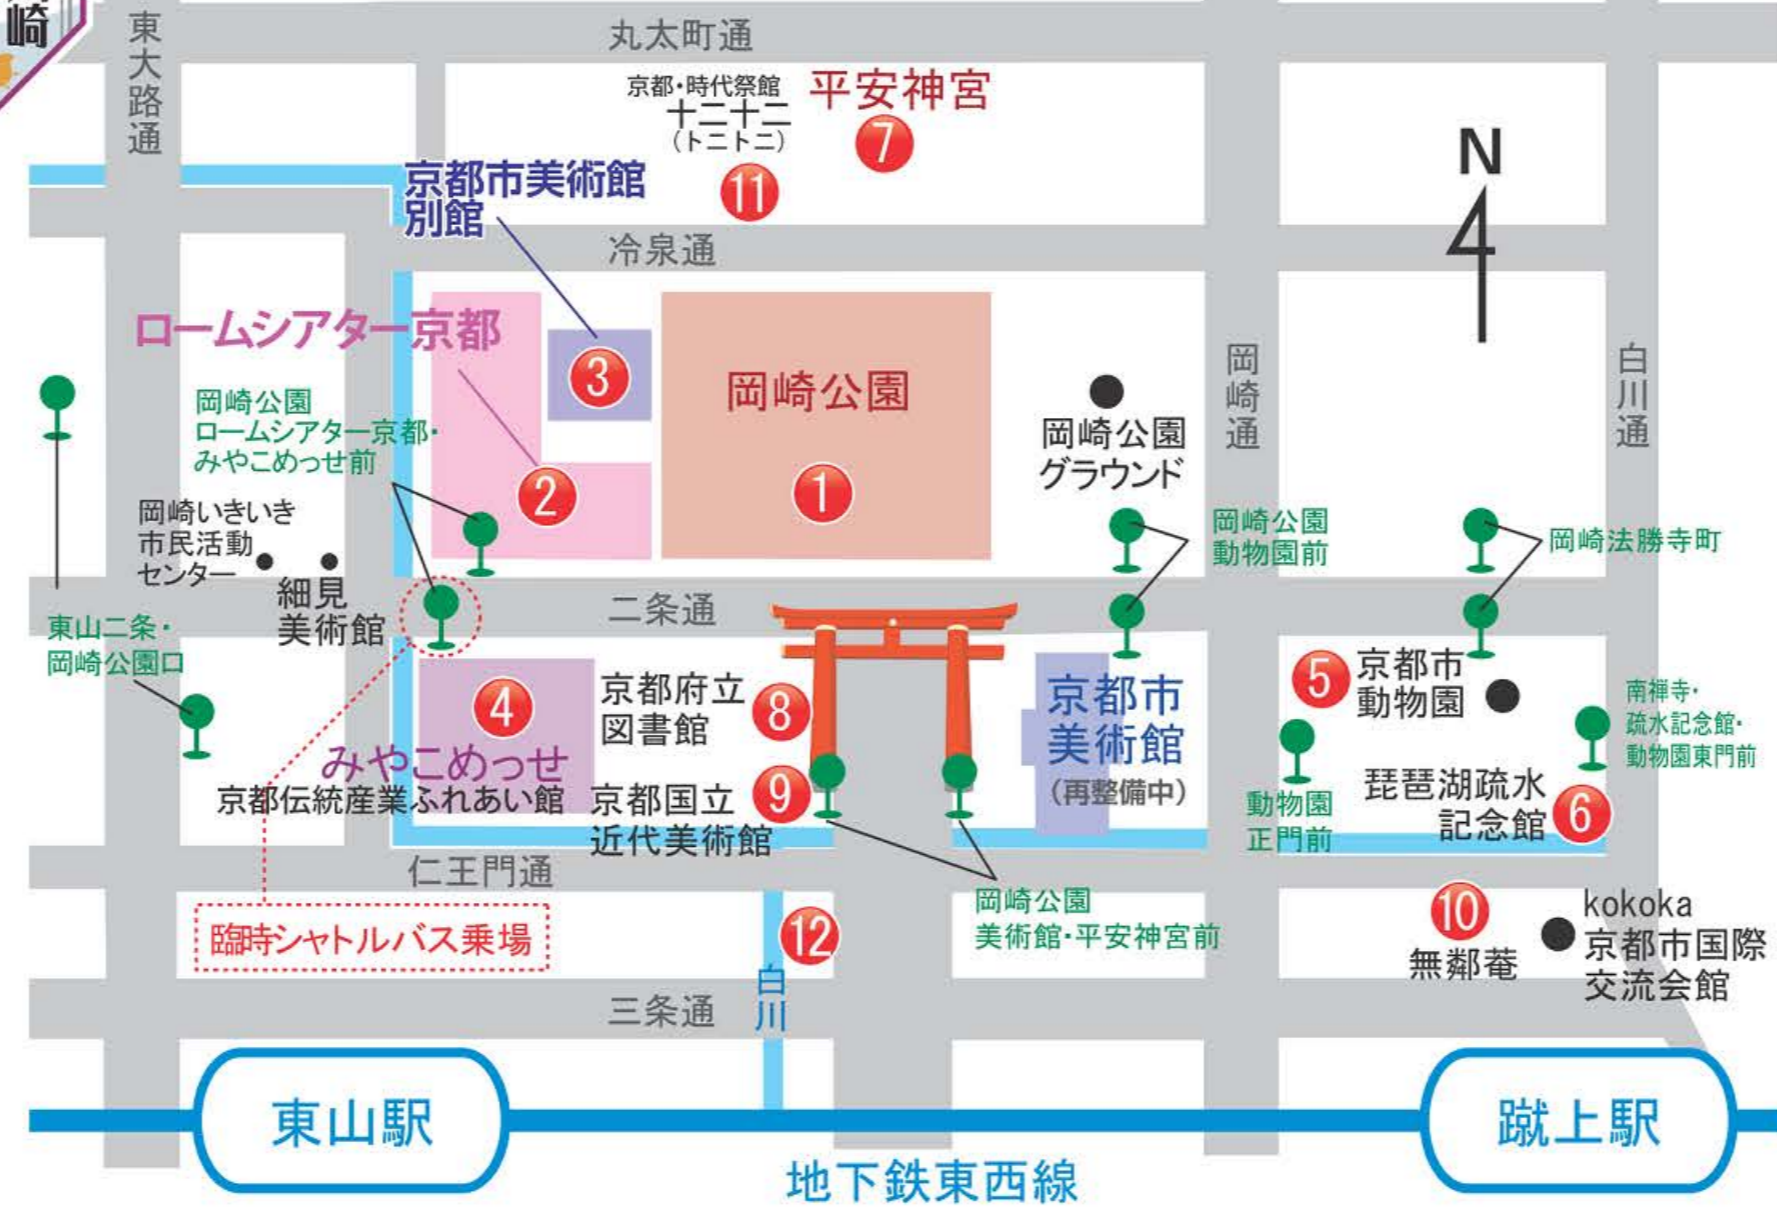 崎
東大路通
丸太町通
京都・時代祭館
十二十二
（トニトニ）
平安神宮
7
11
N
京都市美術館
別館
冷泉通
ロームシアター京都
3
岡崎公園
1
2
岡崎公園
グラウンド
岡崎通
白川通
岡崎公園
ロームシアター京都・
みやこめっせ前
岡崎いきいき
市民活動
センター
細見
美術館
岡崎公園
動物園前
岡崎法勝寺町
二条通
東山二条・
岡崎公園口
4
みやこめっせ
京都伝統産業ふれあい館
京都府立
図書館
8
京都国立
近代美術館
9
京都市
美術館
（再整備中）
5
京都市
動物園
南禅寺・
疏水記念館・
動物園東門前
動物園
正門前
琵琶湖疏水
記念館
6
仁王門通
臨時シャトルバス乗場
12
白川
岡崎公園
美術館・平安神宮前
10
無鄰菴
kokoka
京都市国際
交流会館
三条通
東山駅
蹴上駅
地下鉄東西線